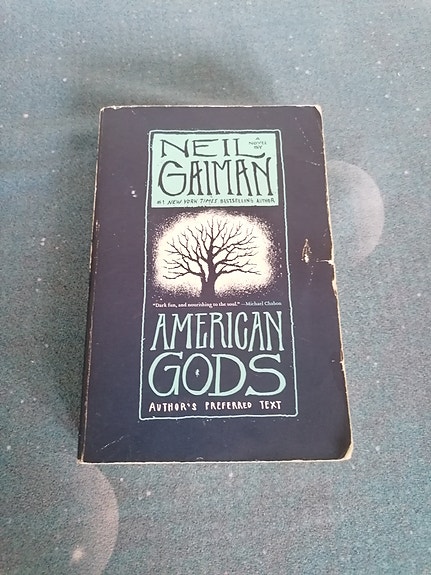 NEIL
A
NOVEL
BY
GAIMAN
#1 NEW YORK TIMES BESTSELLING AUTHOR
"Dark fun, and nourishing to the soul." —Michael Chabon
AMERICAN
GODS
AUTHOR'S PREFERRED TEXT